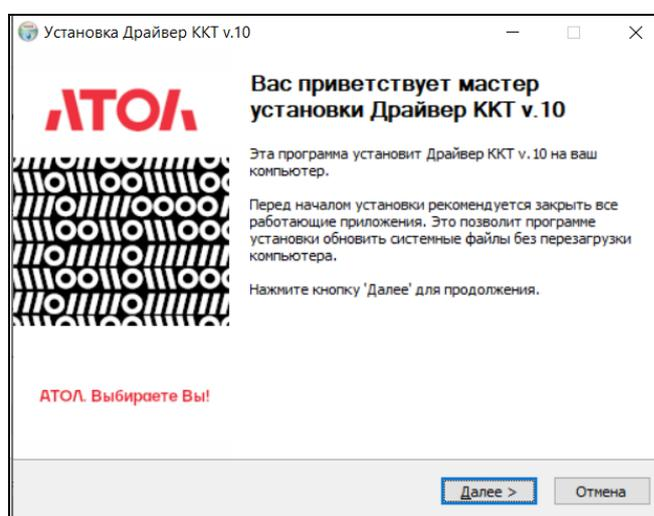 Установка Драйвер ККТ v.10
АТОЛ
Вас приветствует мастер
установки Драйвер ККТ v.10
Эта программа установит Драйвер ККТ v.10 на ваш
компьютер.
Перед началом установки рекомендуется закрыть все
работающие приложения. Это позволит программе
установки обновить системные файлы без перезагрузки
компьютера.
Нажмите кнопку 'Далее' для продолжения.
АТОЛ. Выбираете Вы!
Далее >
Отмена